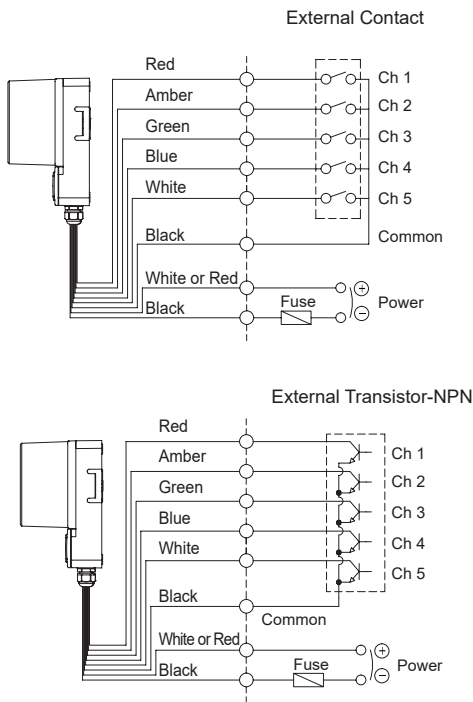 External Contact
Red
Ch 1
Amber
Ch 2
Green
Ch 3
Blue
Ch 4
White
Ch 5
Black
Common
White or Red
+
Fuse
Power
Black
−
External Transistor-NPN
Red
Ch 1
Amber
Ch 2
Green
Ch 3
Blue
Ch 4
White
Ch 5
Black
Common
White or Red
+
Fuse
Power
Black
−